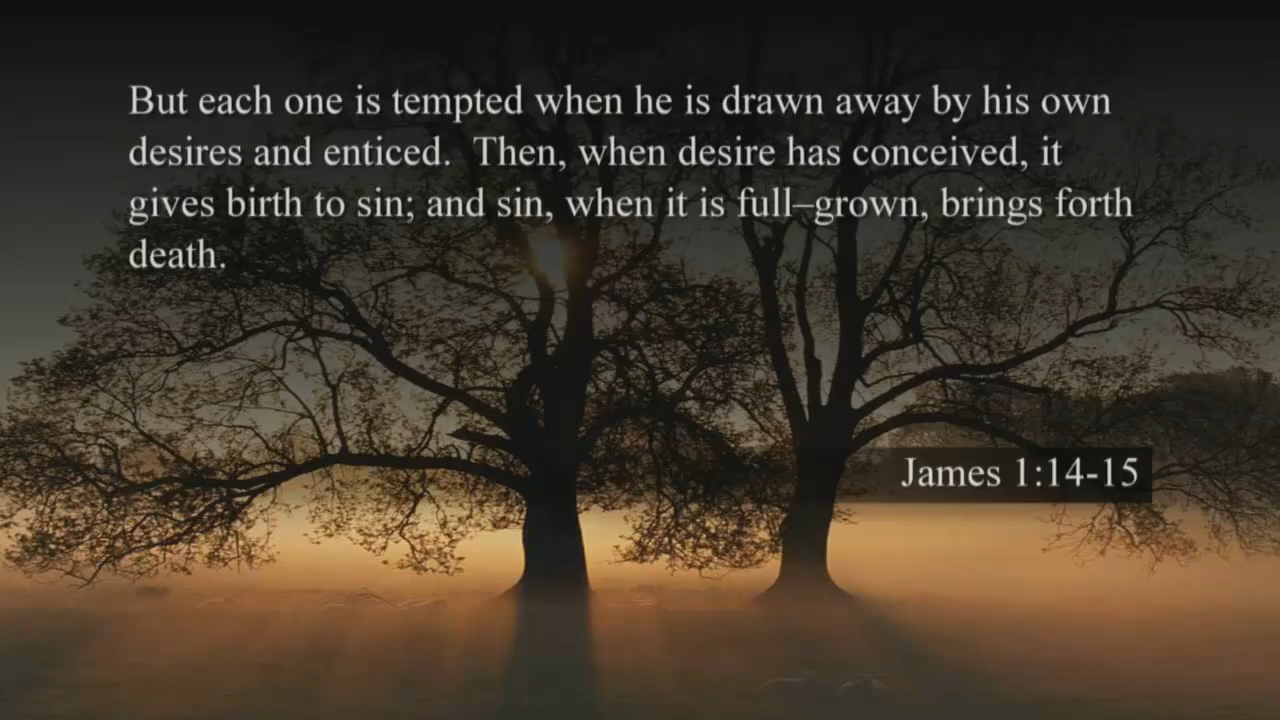 But each one is tempted when he is drawn away by his own
desires and enticed.  Then, when desire has conceived, it
gives birth to sin; and sin, when it is full–grown, brings forth
death.
James 1:14-15